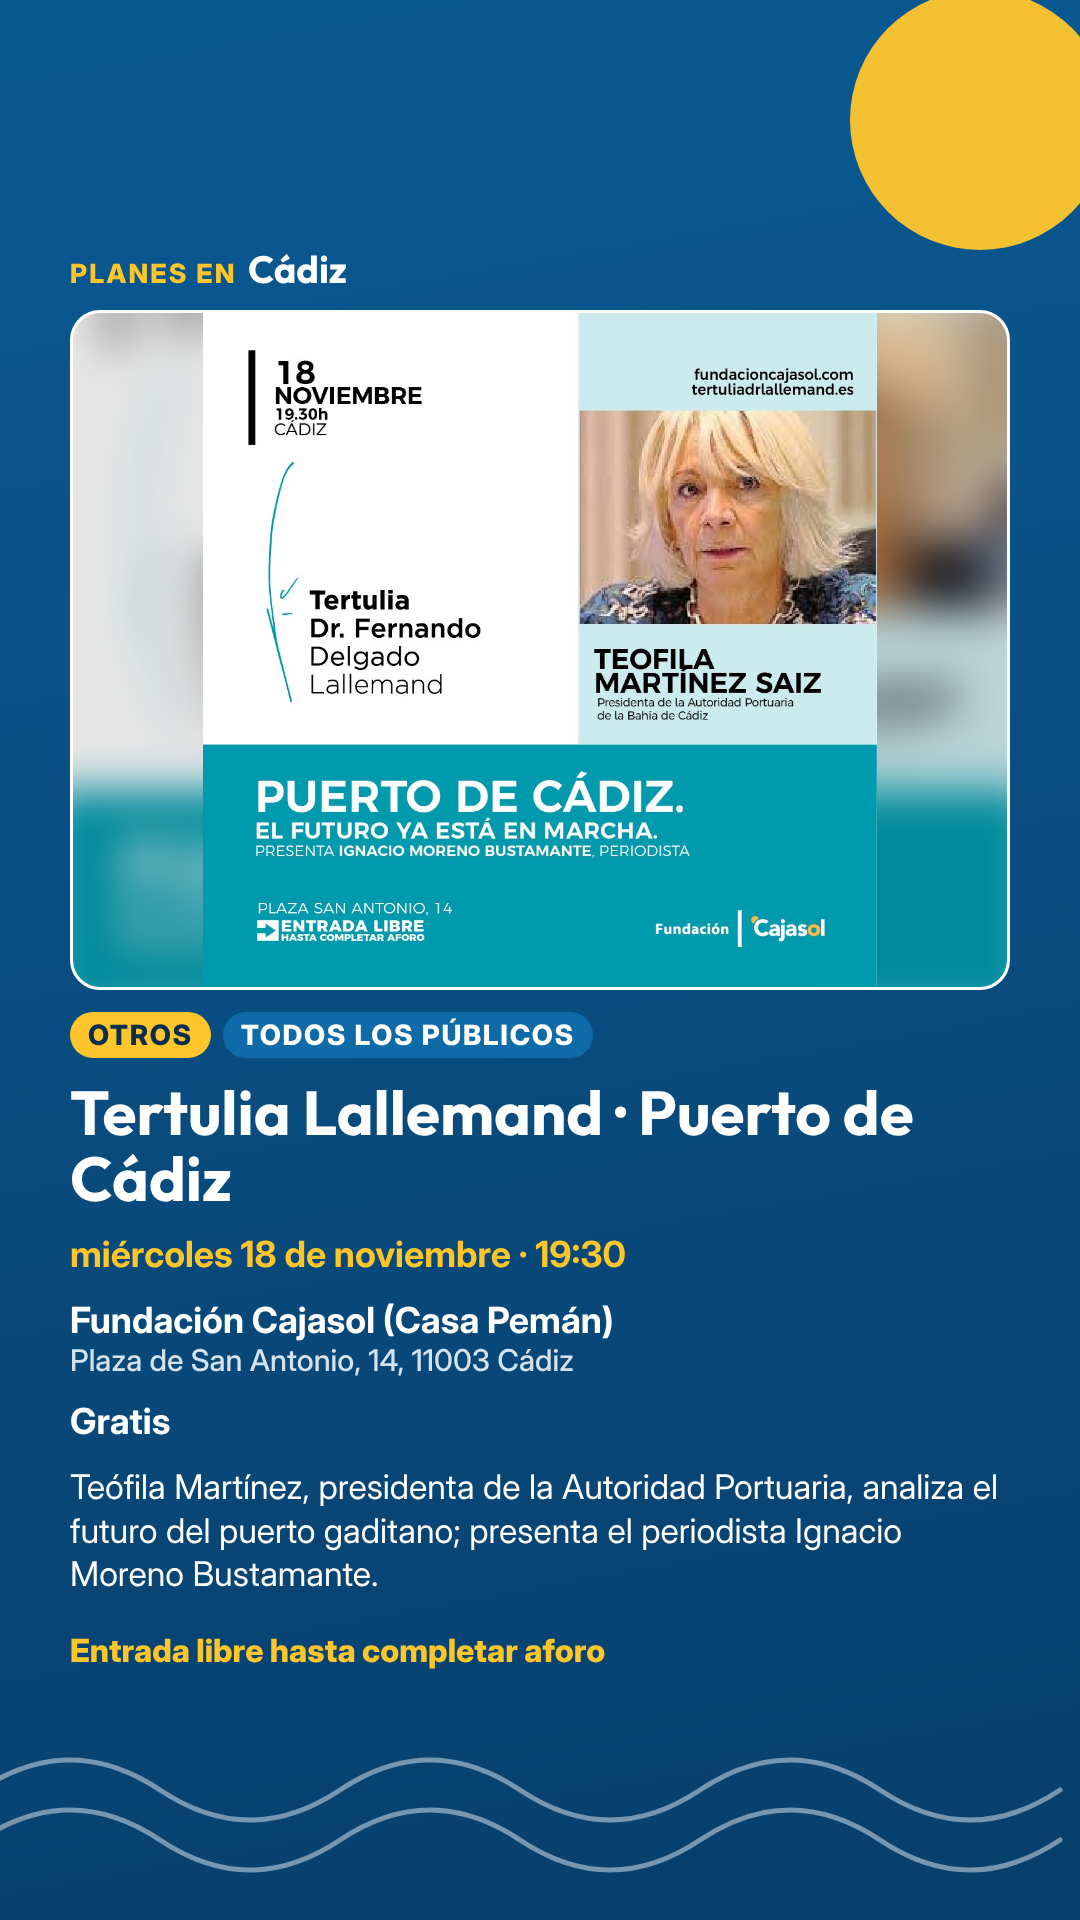 PLANES EN Cádiz
18
NOVIEMBRE
19.30h
CÁDIZ
fundacioncajasol.com
tertuliadrlallemand.es
Tertulia
Dr. Fernando
Delgado
Lallemand
TEOFILA
MARTÍNEZ SAIZ
Presidenta de la Autoridad Portuaria
de la Bahía de Cádiz
PUERTO DE CÁDIZ.
EL FUTURO YA ESTÁ EN MARCHA.
PRESENTA IGNACIO MORENO BUSTAMANTE, PERIODISTA
PLAZA SAN ANTONIO, 14
ENTRADA LIBRE
HASTA COMPLETAR AFORO
Fundación Cajasol
OTROS TODOS LOS PÚBLICOS
Tertulia Lallemand · Puerto de
Cádiz
miércoles 18 de noviembre · 19:30
Fundación Cajasol (Casa Pemán)
Plaza de San Antonio, 14, 11003 Cádiz
Gratis
Teófila Martínez, presidenta de la Autoridad Portuaria, analiza el
futuro del puerto gaditano; presenta el periodista Ignacio
Moreno Bustamante.
Entrada libre hasta completar aforo